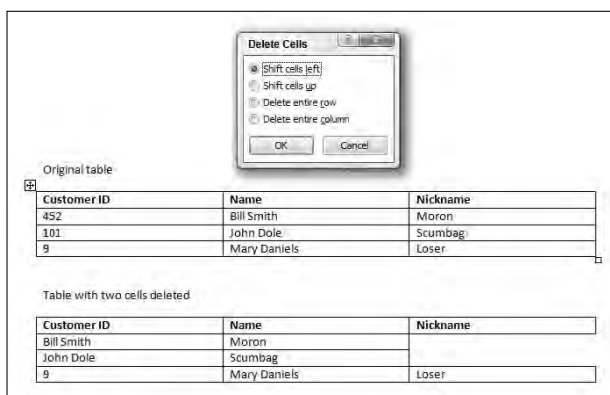 Delete Cells
Shift cells left
Shift cells up
Delete entire row
Delete entire column
OK Cancel
Original table
Customer ID Name Nickname
452 Bill Smith Moron
101 John Dole Scumbag
9 Mary Daniels Loser
Table with two cells deleted
Customer ID Name Nickname
Bill Smith Moron
John Dole Scumbag
9 Mary Daniels Loser